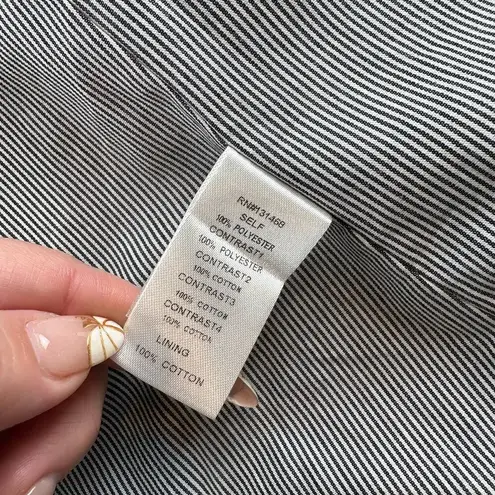 RN#131468
SELF
100% POLYESTER
CONTRAST1
100% POLYESTER
CONTRAST2
100% COTTON
CONTRAST3
100% COTTON
CONTRAST4
100% COTTON
LINING
100% COTTON